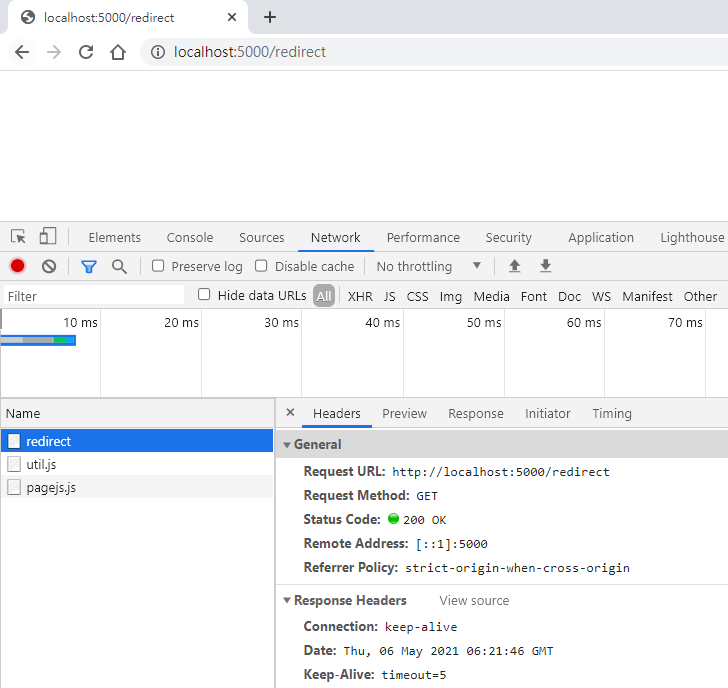 localhost:5000/redirect
localhost:5000/redirect
Elements Console Sources Network Performance Security Application Lighthouse
Preserve log Disable cache No throttling
Filter Hide data URLs All XHR JS CSS Img Media Font Doc WS Manifest Other
10 ms 20 ms 30 ms 40 ms 50 ms 60 ms 70 ms
Name
redirect
util.js
pagejs.js
Headers Preview Response Initiator Timing
General
Request URL: http://localhost:5000/redirect
Request Method: GET
Status Code: 200 OK
Remote Address: [::1]:5000
Referrer Policy: strict-origin-when-cross-origin
Response Headers View source
Connection: keep-alive
Date: Thu, 06 May 2021 06:21:46 GMT
Keep-Alive: timeout=5